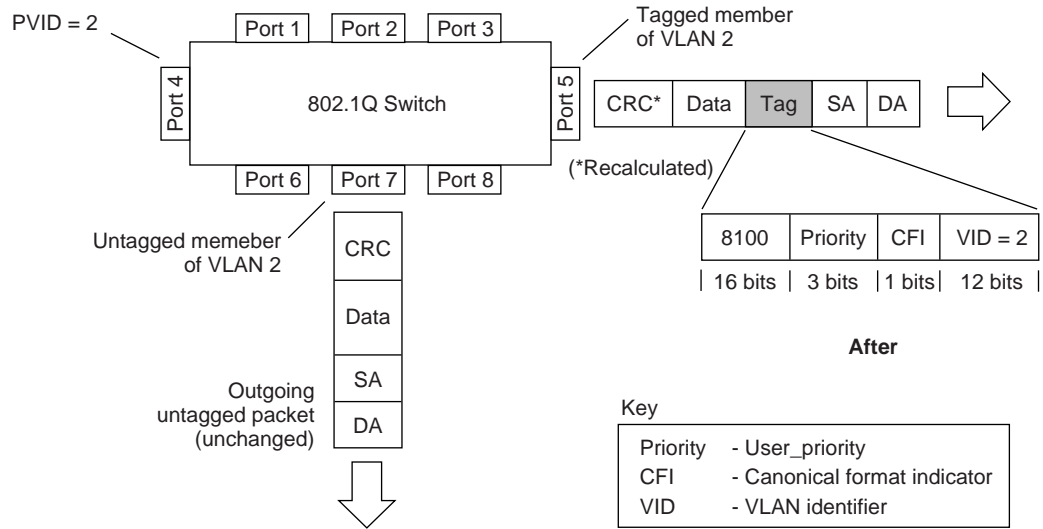 PVID = 2
Port 1
Port 2
Port 3
Tagged member
of VLAN 2
Port 4
802.1Q Switch
Port 5
CRC*
Data
Tag
SA
DA
(*Recalculated)
Port 6
Port 7
Port 8
Untagged memeber
of VLAN 2
8100
Priority
CFI
VID = 2
16 bits
3 bits
1 bits
12 bits
CRC
Data
SA
DA
After
Outgoing
untagged packet
(unchanged)
Key
Priority - User_priority
CFI - Canonical format indicator
VID - VLAN identifier